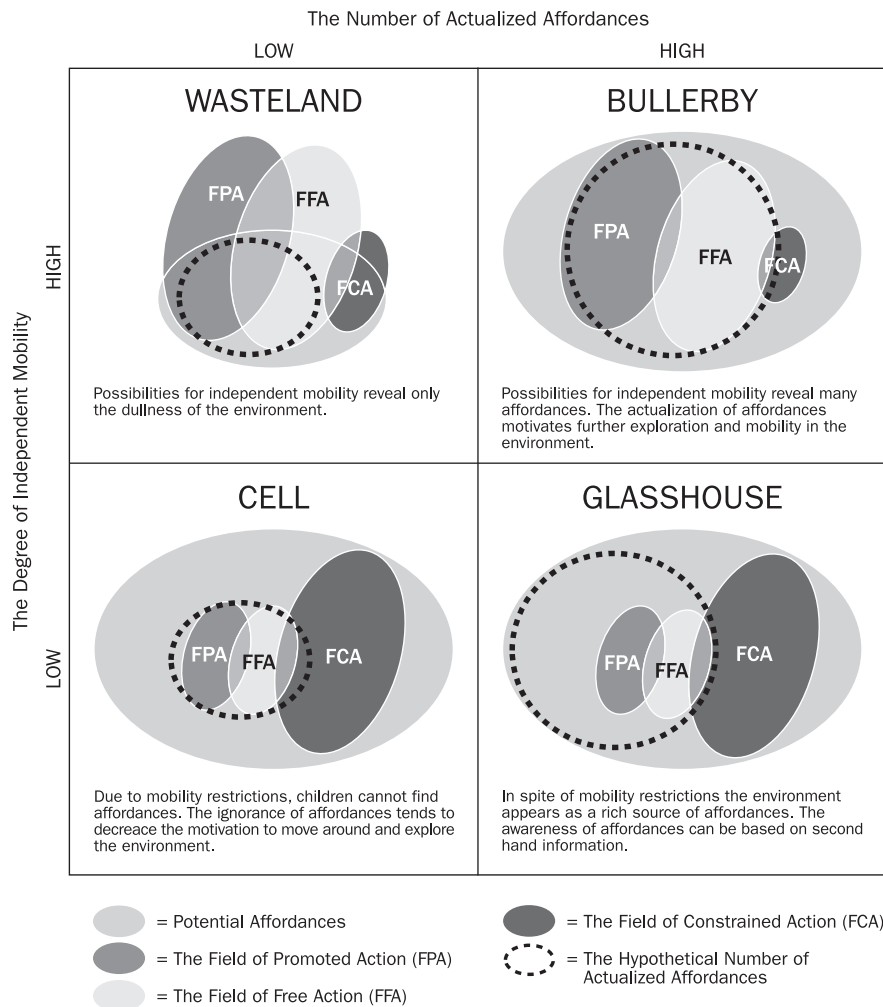 The Number of Actualized Affordances
LOW
HIGH
The Degree of Independent Mobility
HIGH
LOW
WASTELAND
FPA
FFA
FCA
Possibilities for independent mobility reveal only
the dullness of the environment.
BULLERBY
FPA
FFA
FCA
Possibilities for independent mobility reveal many
affordances. The actualization of affordances
motivates further exploration and mobility in the
environment.
CELL
FPA
FFA
FCA
Due to mobility restrictions, children cannot find
affordances. The ignorance of affordances tends to
decreace the motivation to move around and explore
the environment.
GLASSHOUSE
FPA
FFA
FCA
In spite of mobility restrictions the environment
appears as a rich source of affordances. The
awareness of affordances can be based on second
hand information.
= Potential Affordances
= The Field of Promoted Action (FPA)
= The Field of Free Action (FFA)
= The Field of Constrained Action (FCA)
= The Hypothetical Number of
Actualized Affordances